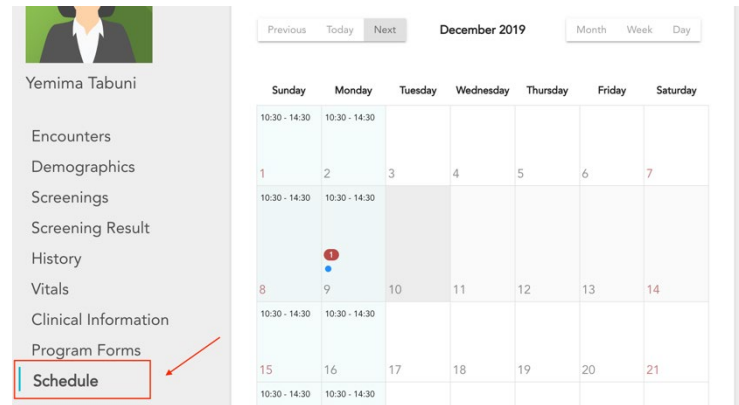 Previous Today Next December 2019 Month Week Day
Yemima Tabuni
Sunday Monday Tuesday Wednesday Thursday Friday Saturday
10:30 - 14:30 10:30 - 14:30
1 2 3 4 5 6 7
10:30 - 14:30 10:30 - 14:30
1
8 9 10 11 12 13 14
10:30 - 14:30 10:30 - 14:30
15 16 17 18 19 20 21
10:30 - 14:30 10:30 - 14:30
Encounters
Demographics
Screenings
Screening Result
History
Vitals
Clinical Information
Program Forms
Schedule